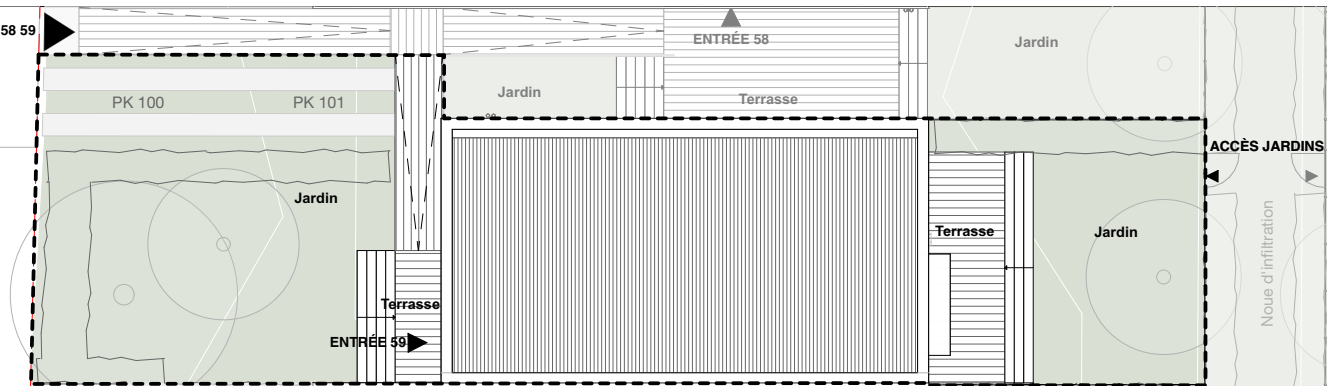 58 59
ENTRÉE 58
Jardin
PK 100
PK 101
Jardin
Terrasse
ACCÈS JARDINS
Jardin
Terrasse
Jardin
Noue d'infiltration
Terrasse
ENTRÉE 59